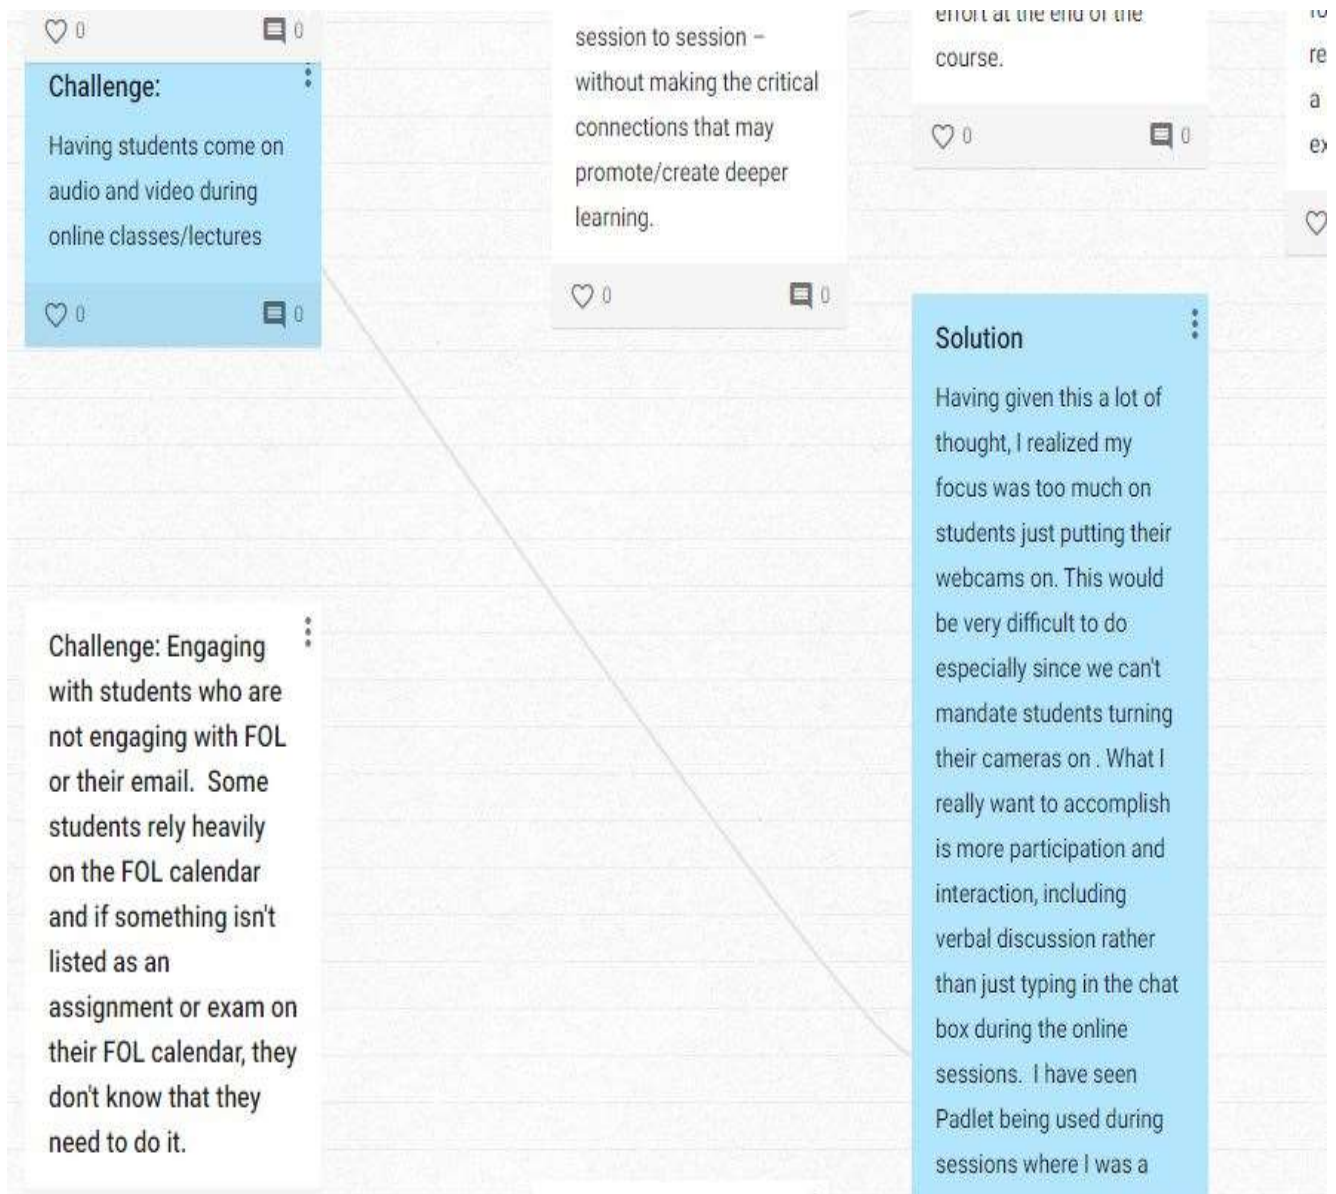 0 0
Challenge:
Having students come on
audio and video during
online classes/lectures
0 0
Challenge: Engaging
with students who are
not engaging with FOL
or their email. Some
students rely heavily
on the FOL calendar
and if something isn't
listed as an
assignment or exam on
their FOL calendar, they
don't know that they
need to do it.
session to session –
without making the critical
connections that may
promote/create deeper
learning.
0 0
effort at the end of the
course.
0 0
Solution
Having given this a lot of
thought, I realized my
focus was too much on
students just putting their
webcams on. This would
be very difficult to do
especially since we can't
mandate students turning
their cameras on . What I
really want to accomplish
is more participation and
interaction, including
verbal discussion rather
than just typing in the chat
box during the online
sessions. I have seen
Padlet being used during
sessions where I was a
re
a
ex